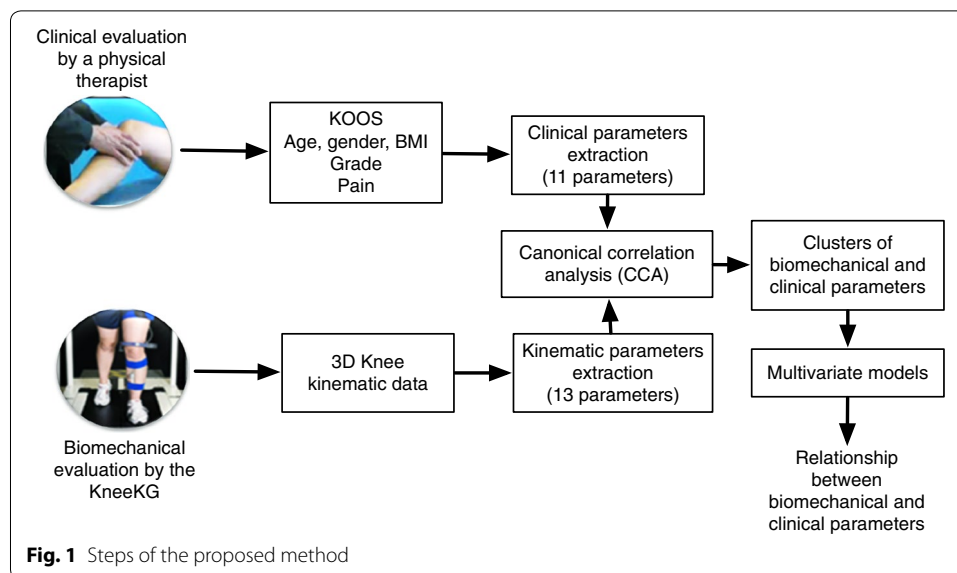 Clinical evaluation
by a physical
therapist
KOOS
Age, gender, BMI
Grade
Pain
Clinical parameters
extraction
(11 parameters)
Canonical correlation
analysis (CCA)
Clusters of
biomechanical and
clinical parameters
3D Knee
kinematic data
Kinematic parameters
extraction
(13 parameters)
Multivariate models
Biomechanical
evaluation by the
KneeKG
Relationship
between
biomechanical and
clinical parameters
Fig. 1 Steps of the proposed method